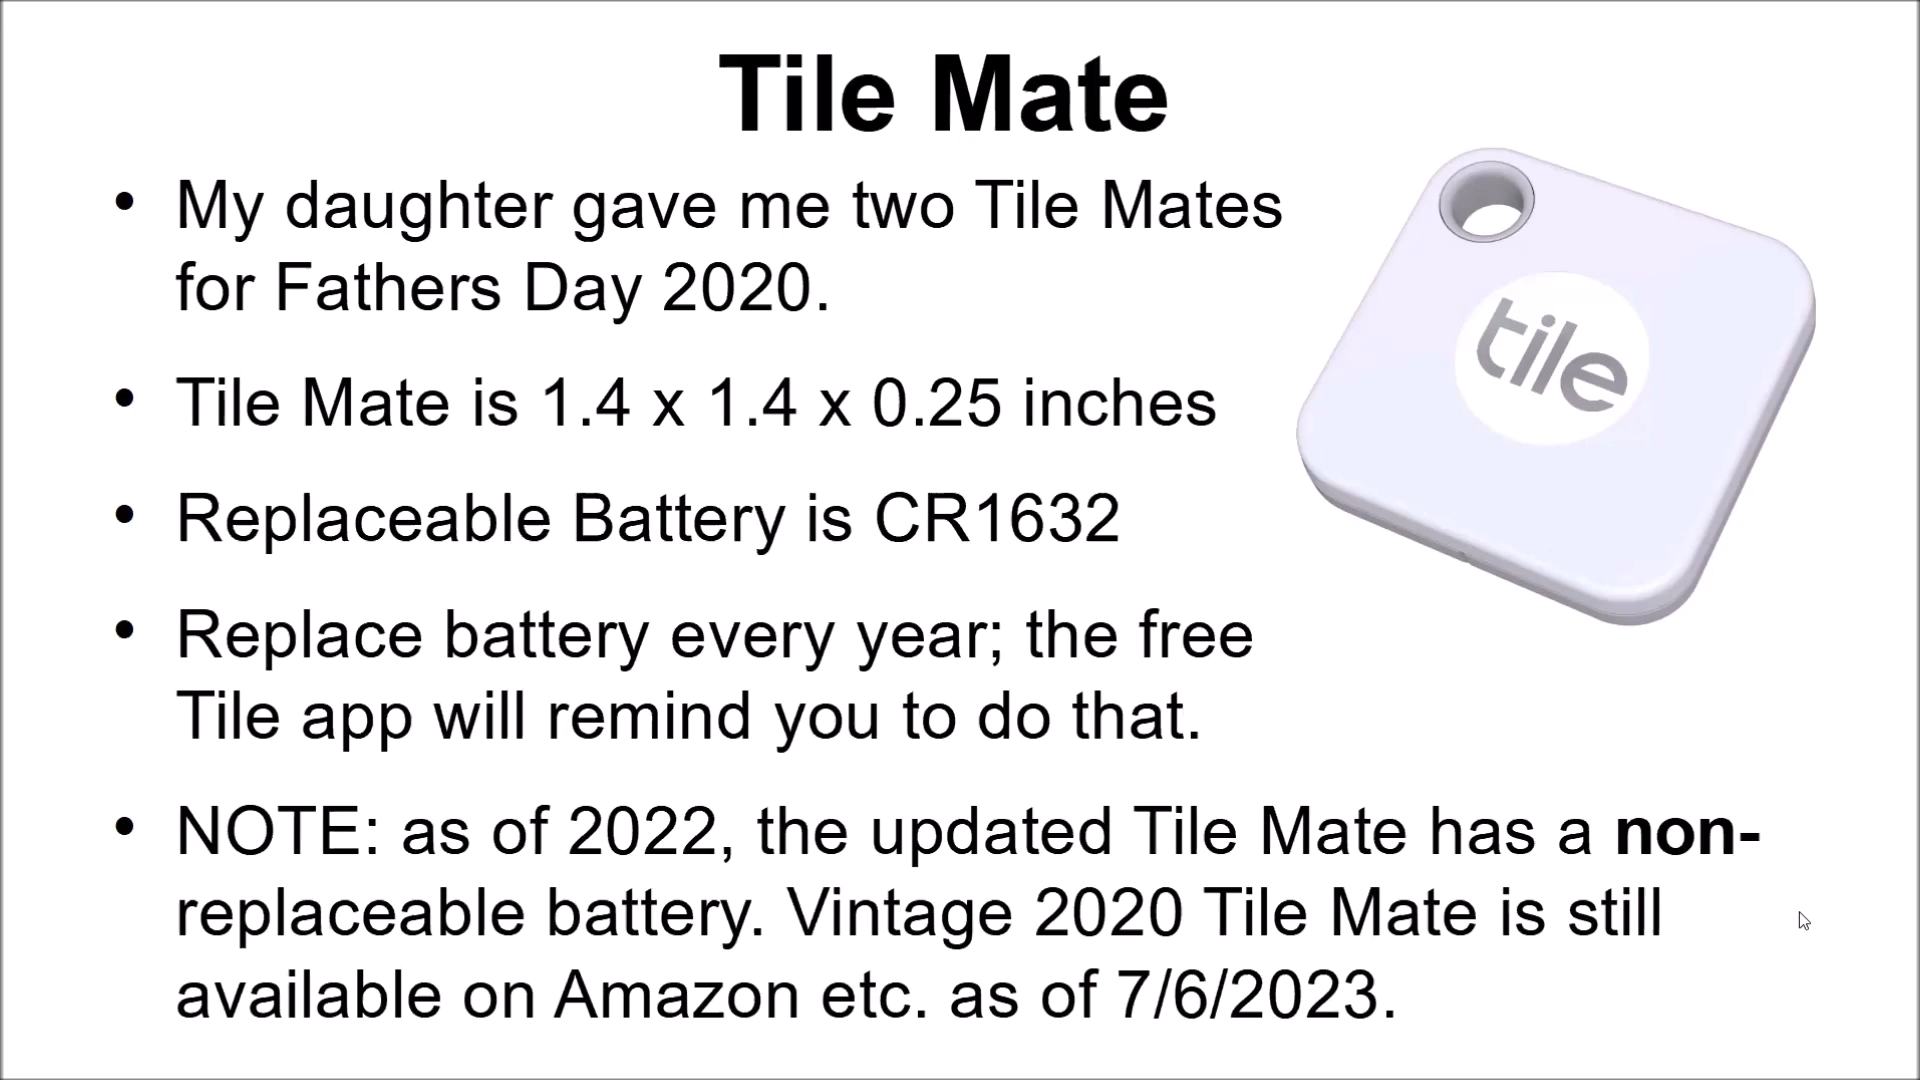 Tile Mate
• My daughter gave me two Tile Mates
for Fathers Day 2020.
• Tile Mate is 1.4 x 1.4 x 0.25 inches
• Replaceable Battery is CR1632
• Replace battery every year; the free
Tile app will remind you to do that.
• NOTE: as of 2022, the updated Tile Mate has a non-
replaceable battery. Vintage 2020 Tile Mate is still
available on Amazon etc. as of 7/6/2023.
tile